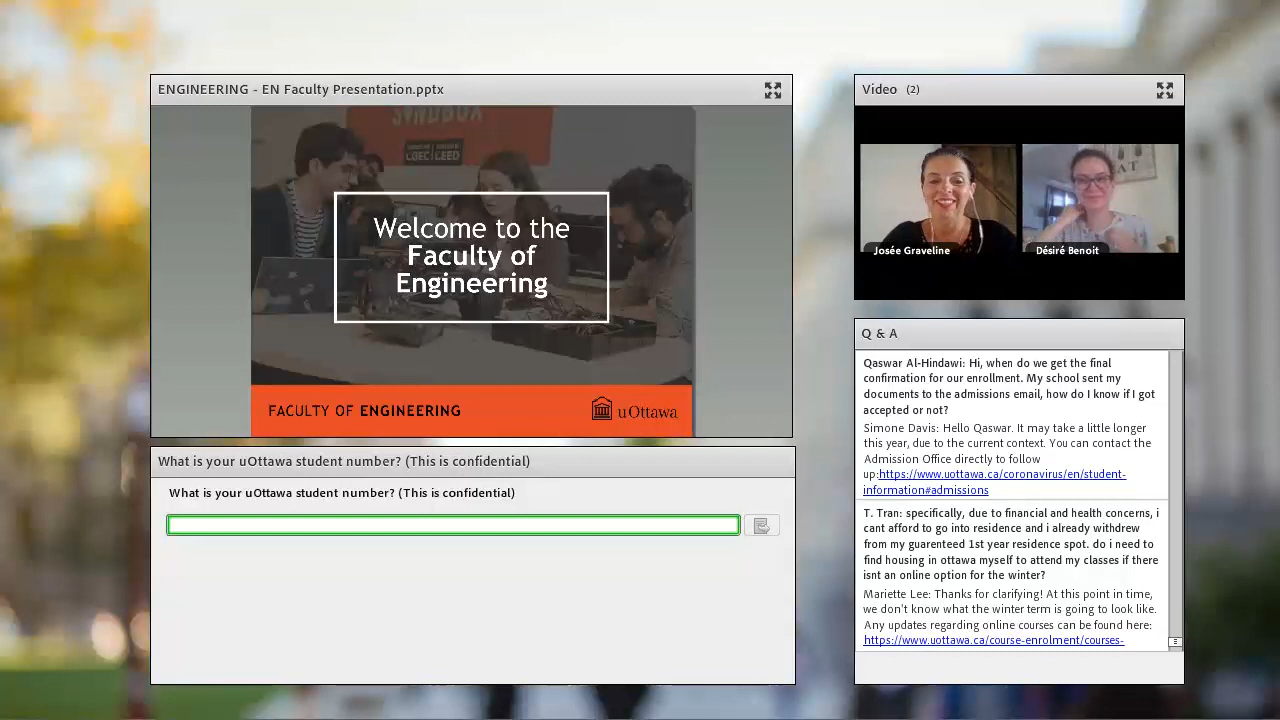 ENGINEERING - EN Faculty Presentation.pptx
SANDBOX
Welcome to the
Faculty of
Engineering
FACULTY OF ENGINEERING
uOttawa
What is your uOttawa student number? (This is confidential)
What is your uOttawa student number? (This is confidential)
Video (2)
Josée Graveline
Désiré Benoit
Q & A
Qaswar Al-Hindawi: Hi, when do we get the final
confirmation for our enrollment. My school sent my
documents to the admissions email, how do I know if I got
accepted or not?
Simone Davis: Hello Qaswar. It may take a little longer
this year, due to the current context. You can contact the
Admission Office directly to follow
up:https://www.uottawa.ca/coronavirus/en/student-
information#admissions
T. Tran: specifically, due to financial and health concerns, i
cant afford to go into residence and i already withdrew
from my guarenteed 1st year residence spot. do i need to
find housing in ottawa myself to attend my classes if there
isnt an online option for the winter?
Mariette Lee: Thanks for clarifying! At this point in time,
we don't know what the winter term is going to look like.
Any updates regarding online courses can be found here:
https://www.uottawa.ca/course-enrolment/courses-